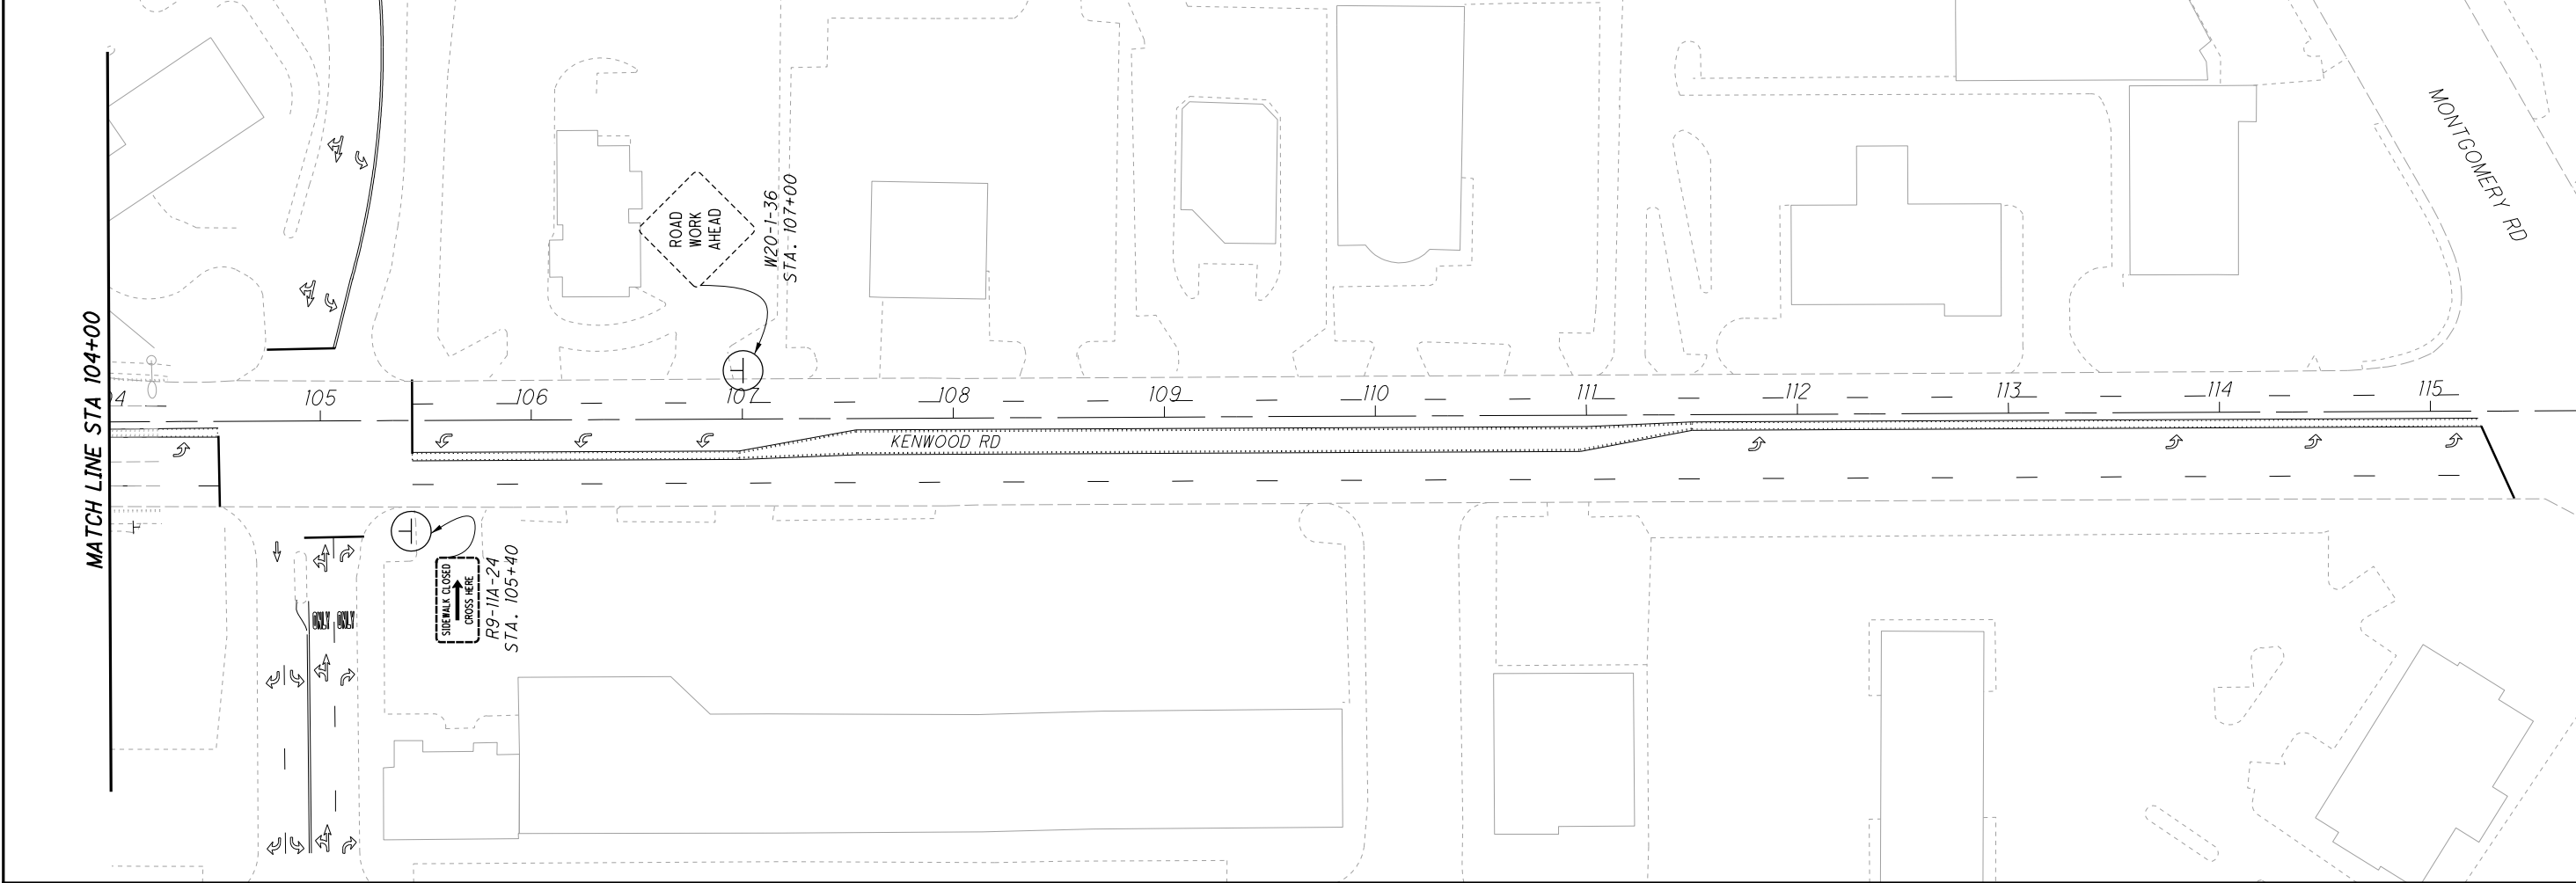 MONTGOMERY RD
ROAD
WORK
AHEAD
W20-1-36
STA. 107+00
MATCH LINE STA 104+00
04
105
106
107
108
109
110
111
112
113
114
115
KENWOOD RD
SIDEWALK CLOSED
CROSS HERE
R9-11A-24
STA. 105+40
ONLY ONLY